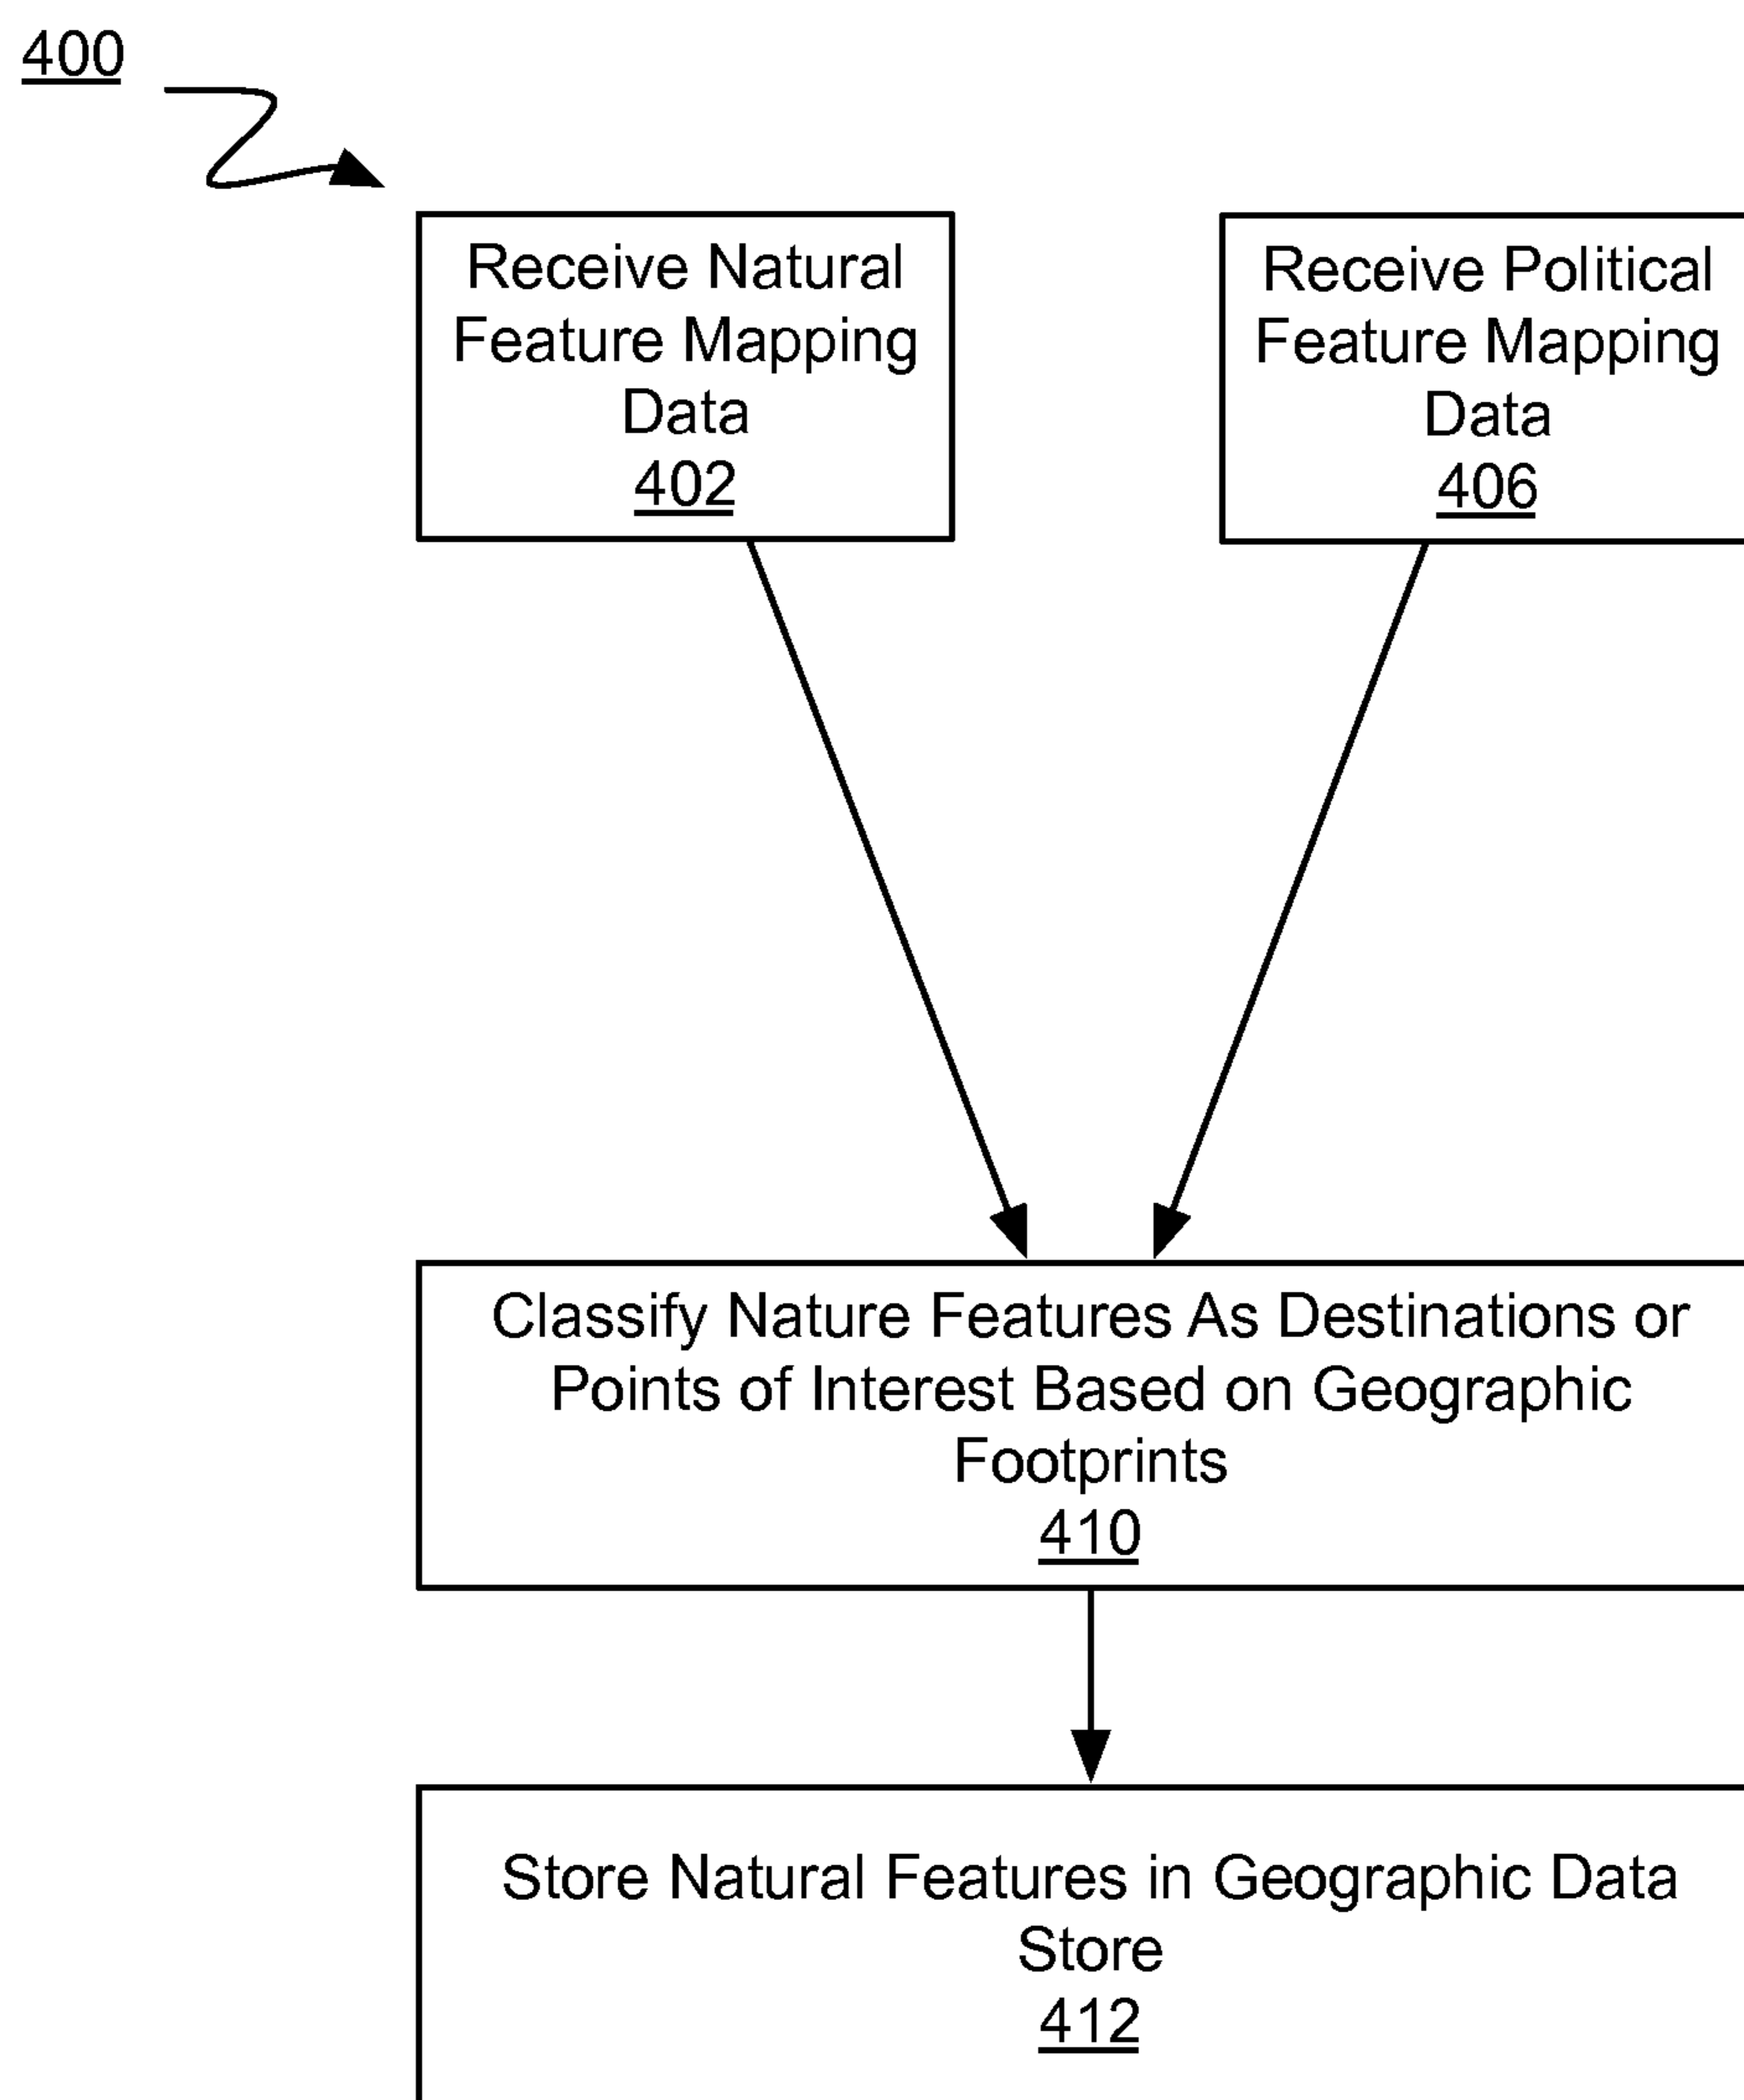 400
Receive Natural
Feature Mapping
Data
402
Receive Political
Feature Mapping
Data
406
Classify Nature Features As Destinations or
Points of Interest Based on Geographic
Footprints
410
Store Natural Features in Geographic Data
Store
412